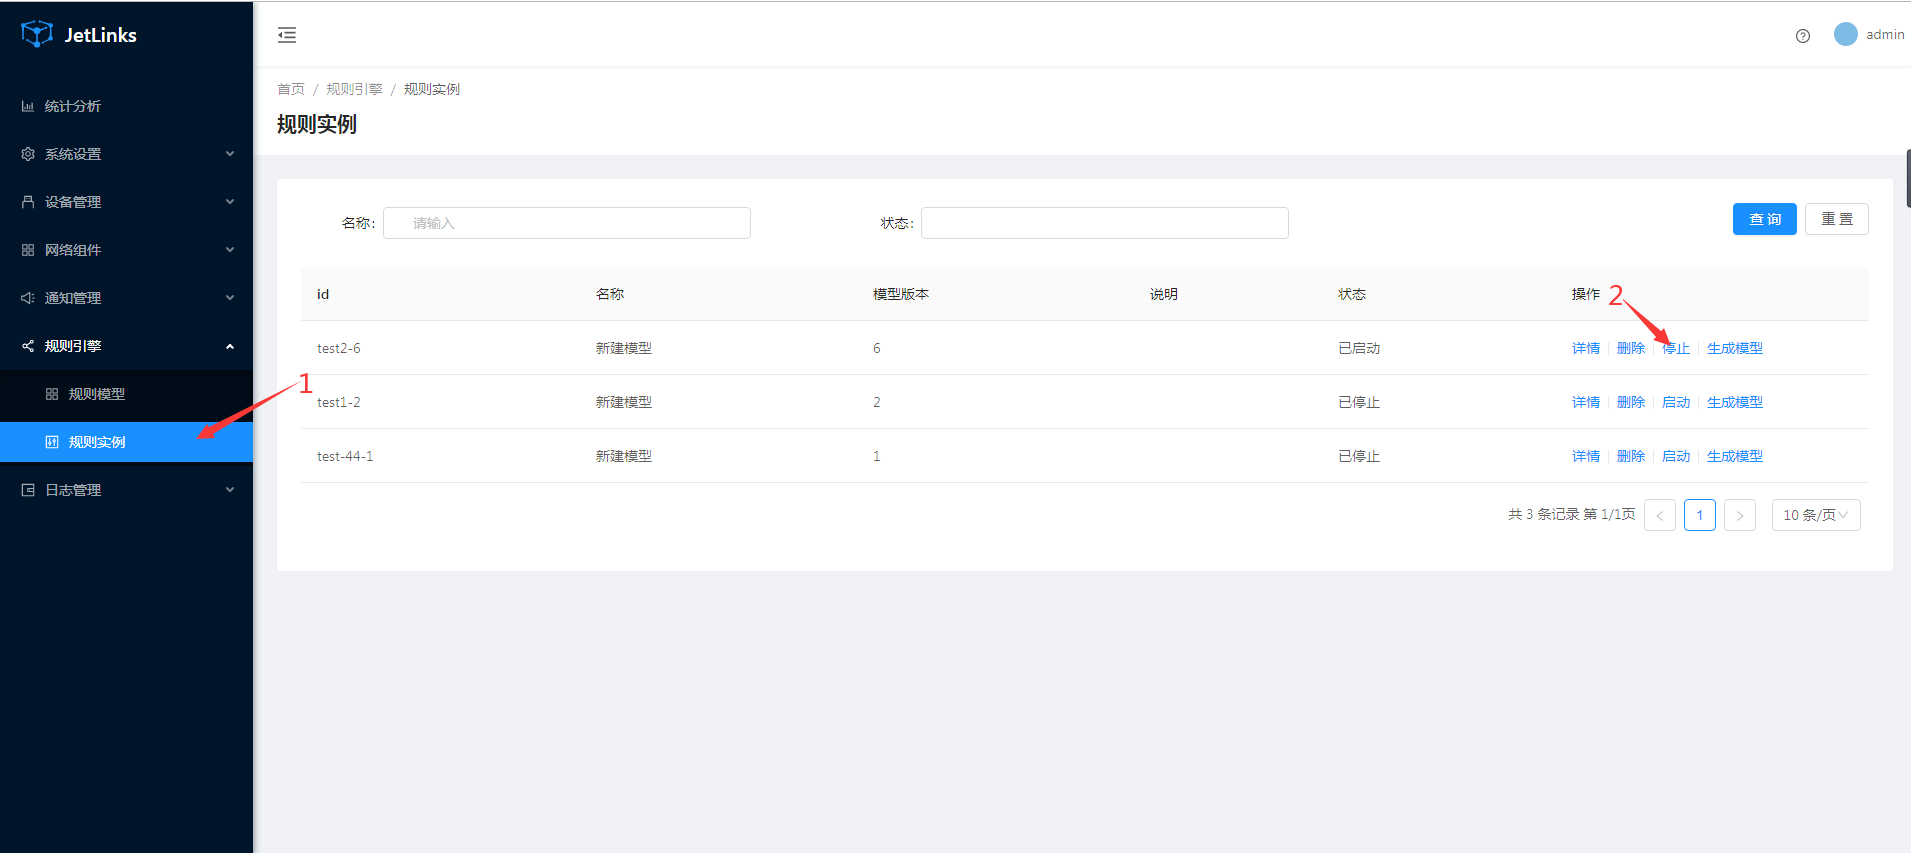 JetLinks
admin
统计分析
系统设置
设备管理
网络组件
通知管理
规则引擎
规则模型
规则实例
日志管理
首页 / 规则引擎 / 规则实例
规则实例
名称: 请输入 状态: 查 询 重 置
id 名称 模型版本 说明 状态 操作
test2-6 新建模型 6 已启动 详情 删除 停止 生成模型
test1-2 新建模型 2 已停止 详情 删除 启动 生成模型
test-44-1 新建模型 1 已停止 详情 删除 启动 生成模型
共 3 条记录 第 1/1页 < 1 > 10 条/页
1
2